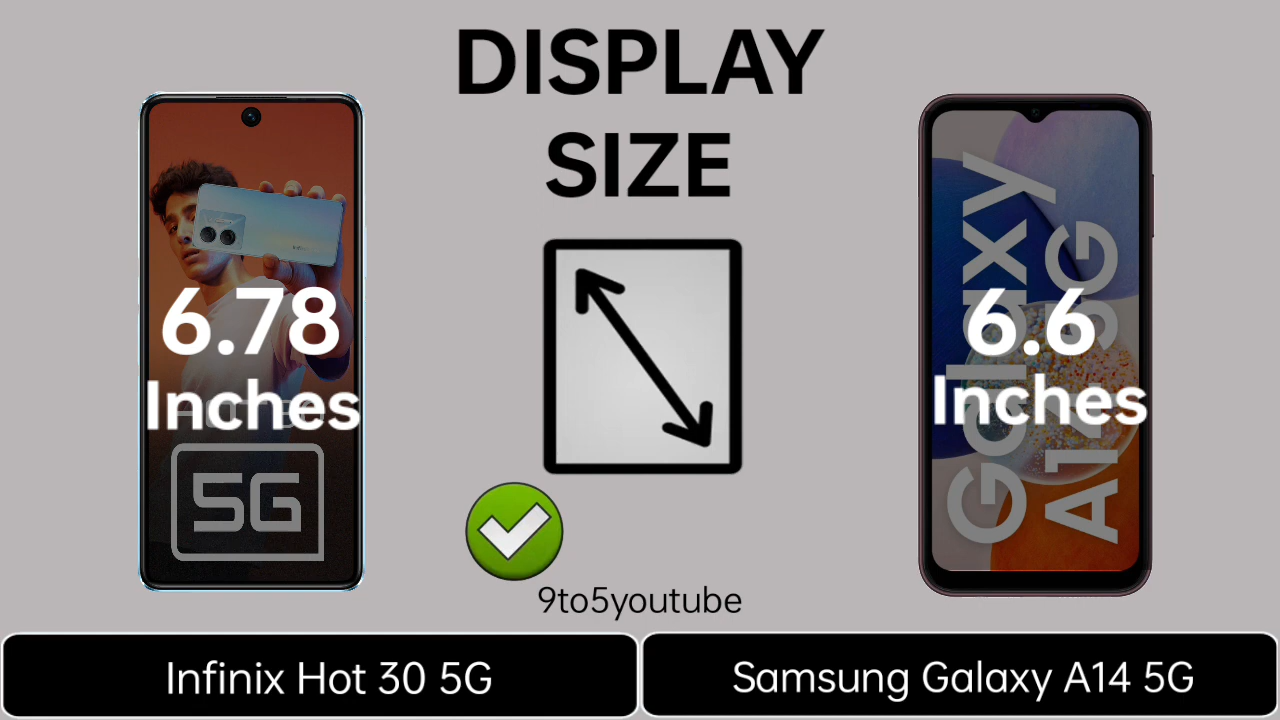 DISPLAY
SIZE
6.78
Inches
5G
6.6
Inches
Galaxy
A14 5G
9to5youtube
Infinix Hot 30 5G
Samsung Galaxy A14 5G